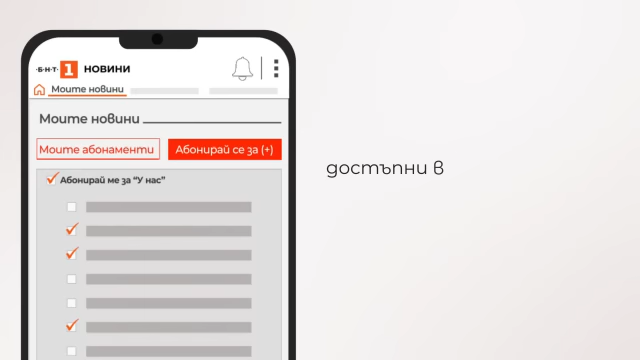 ·Б·Н·Т· 1 НОВИНИ
Моите новини
Моите новини
Моите абонаменти
Абонирай се за (+)
Абонирай ме за “У нас”
достъпни в